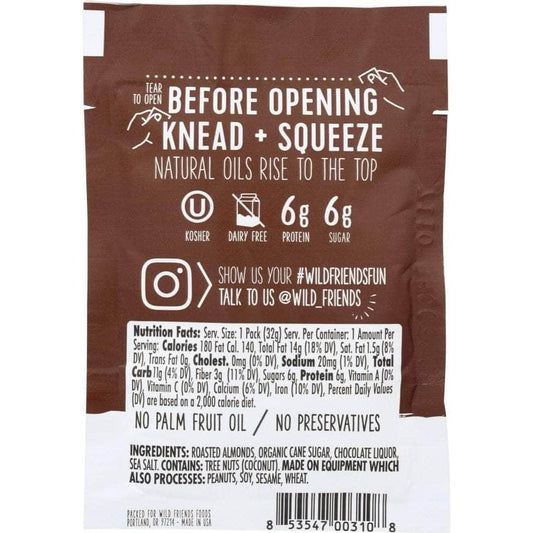 TEAR
TO OPEN
BEFORE OPENING
KNEAD + SQUEEZE
NATURAL OILS RISE TO THE TOP
U
6g 6g
KOSHER DAIRY FREE PROTEIN SUGAR
SHOW US YOUR #WILDFRIENDSFUN
TALK TO US @WILD_FRIENDS
Nutrition Facts: Serv. Size: 1 Pack (32g) Serv. Per Container: 1 Amount Per
Serving: Calories 180 Fat Cal. 140, Total Fat 14g (18% DV), Sat. Fat 1.5g (8%
DV), Trans Fat 0g, Cholest. 0mg (0% DV), Sodium 20mg (1% DV), Total
Carb 11g (4% DV), Fiber 3g (11% DV), Sugars 6g, Protein 6g, Vitamin A (0%
DV), Vitamin C (0% DV), Calcium (6% DV), Iron (10% DV), Percent Daily Values
(DV) are based on a 2,000 calorie diet.
NO PALM FRUIT OIL / NO PRESERVATIVES
INGREDIENTS: ROASTED ALMONDS, ORGANIC CANE SUGAR, CHOCOLATE LIQUOR,
SEA SALT. CONTAINS: TREE NUTS (COCONUT). MADE ON EQUIPMENT WHICH
ALSO PROCESSES: PEANUTS, SOY, SESAME, WHEAT.
PACKED FOR WILD FRIENDS FOODS
PORTLAND, OR 97214 - MADE IN USA
8 53547 00310 8